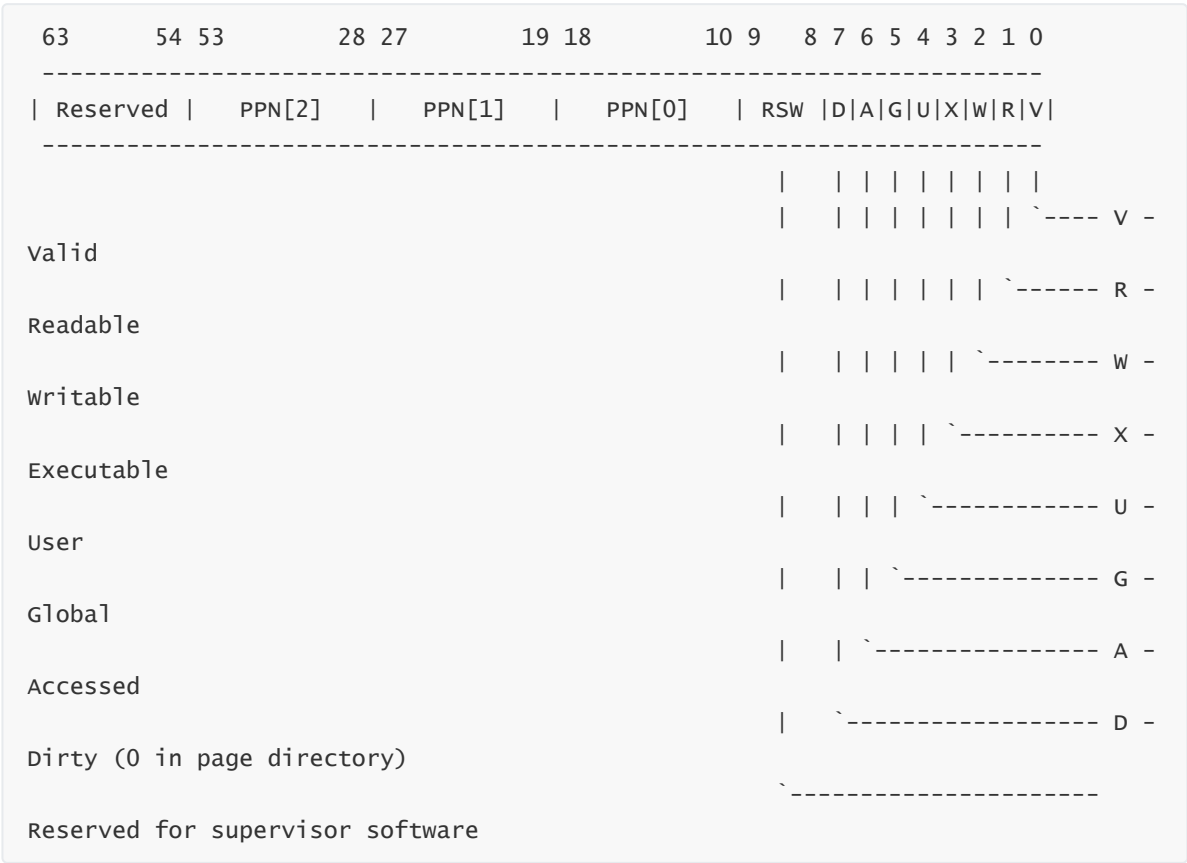 63        54 53        28 27        19 18        10 9   8 7 6 5 4 3 2 1 0
-----------------------------------------------------------------------
| Reserved |   PPN[2]    |   PPN[1]    |   PPN[0]   | RSW |D|A|G|U|X|W|R|V|
-----------------------------------------------------------------------
|   | | | | | | | |
|   | | | | | | | `---- V -
Valid
|   | | | | | | `------ R -
Readable
|   | | | | | `-------- W -
Writable
|   | | | | `---------- X -
Executable
|   | | | `------------ U -
User
|   | | `-------------- G -
Global
|   | `---------------- A -
Accessed
|   `------------------ D -
Dirty (0 in page directory)
`----------------------
Reserved for supervisor software